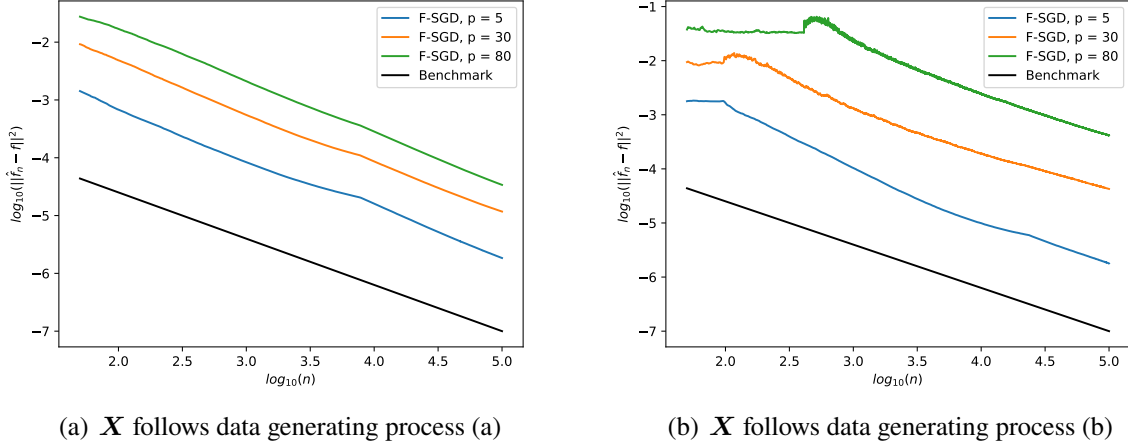 F-SGD, p = 5
F-SGD, p = 30
F-SGD, p = 80
Benchmark
−2
−3
−4
−5
−6
−7
log₁₀(||f̂ₙ − f||²)
2.0 2.5 3.0 3.5 4.0 4.5 5.0
log₁₀(n)
(a) X follows data generating process (a)
F-SGD, p = 5
F-SGD, p = 30
F-SGD, p = 80
Benchmark
−1
−2
−3
−4
−5
−6
−7
log₁₀(||f̂ₙ − f||²)
2.0 2.5 3.0 3.5 4.0 4.5 5.0
log₁₀(n)
(b) X follows data generating process (b)